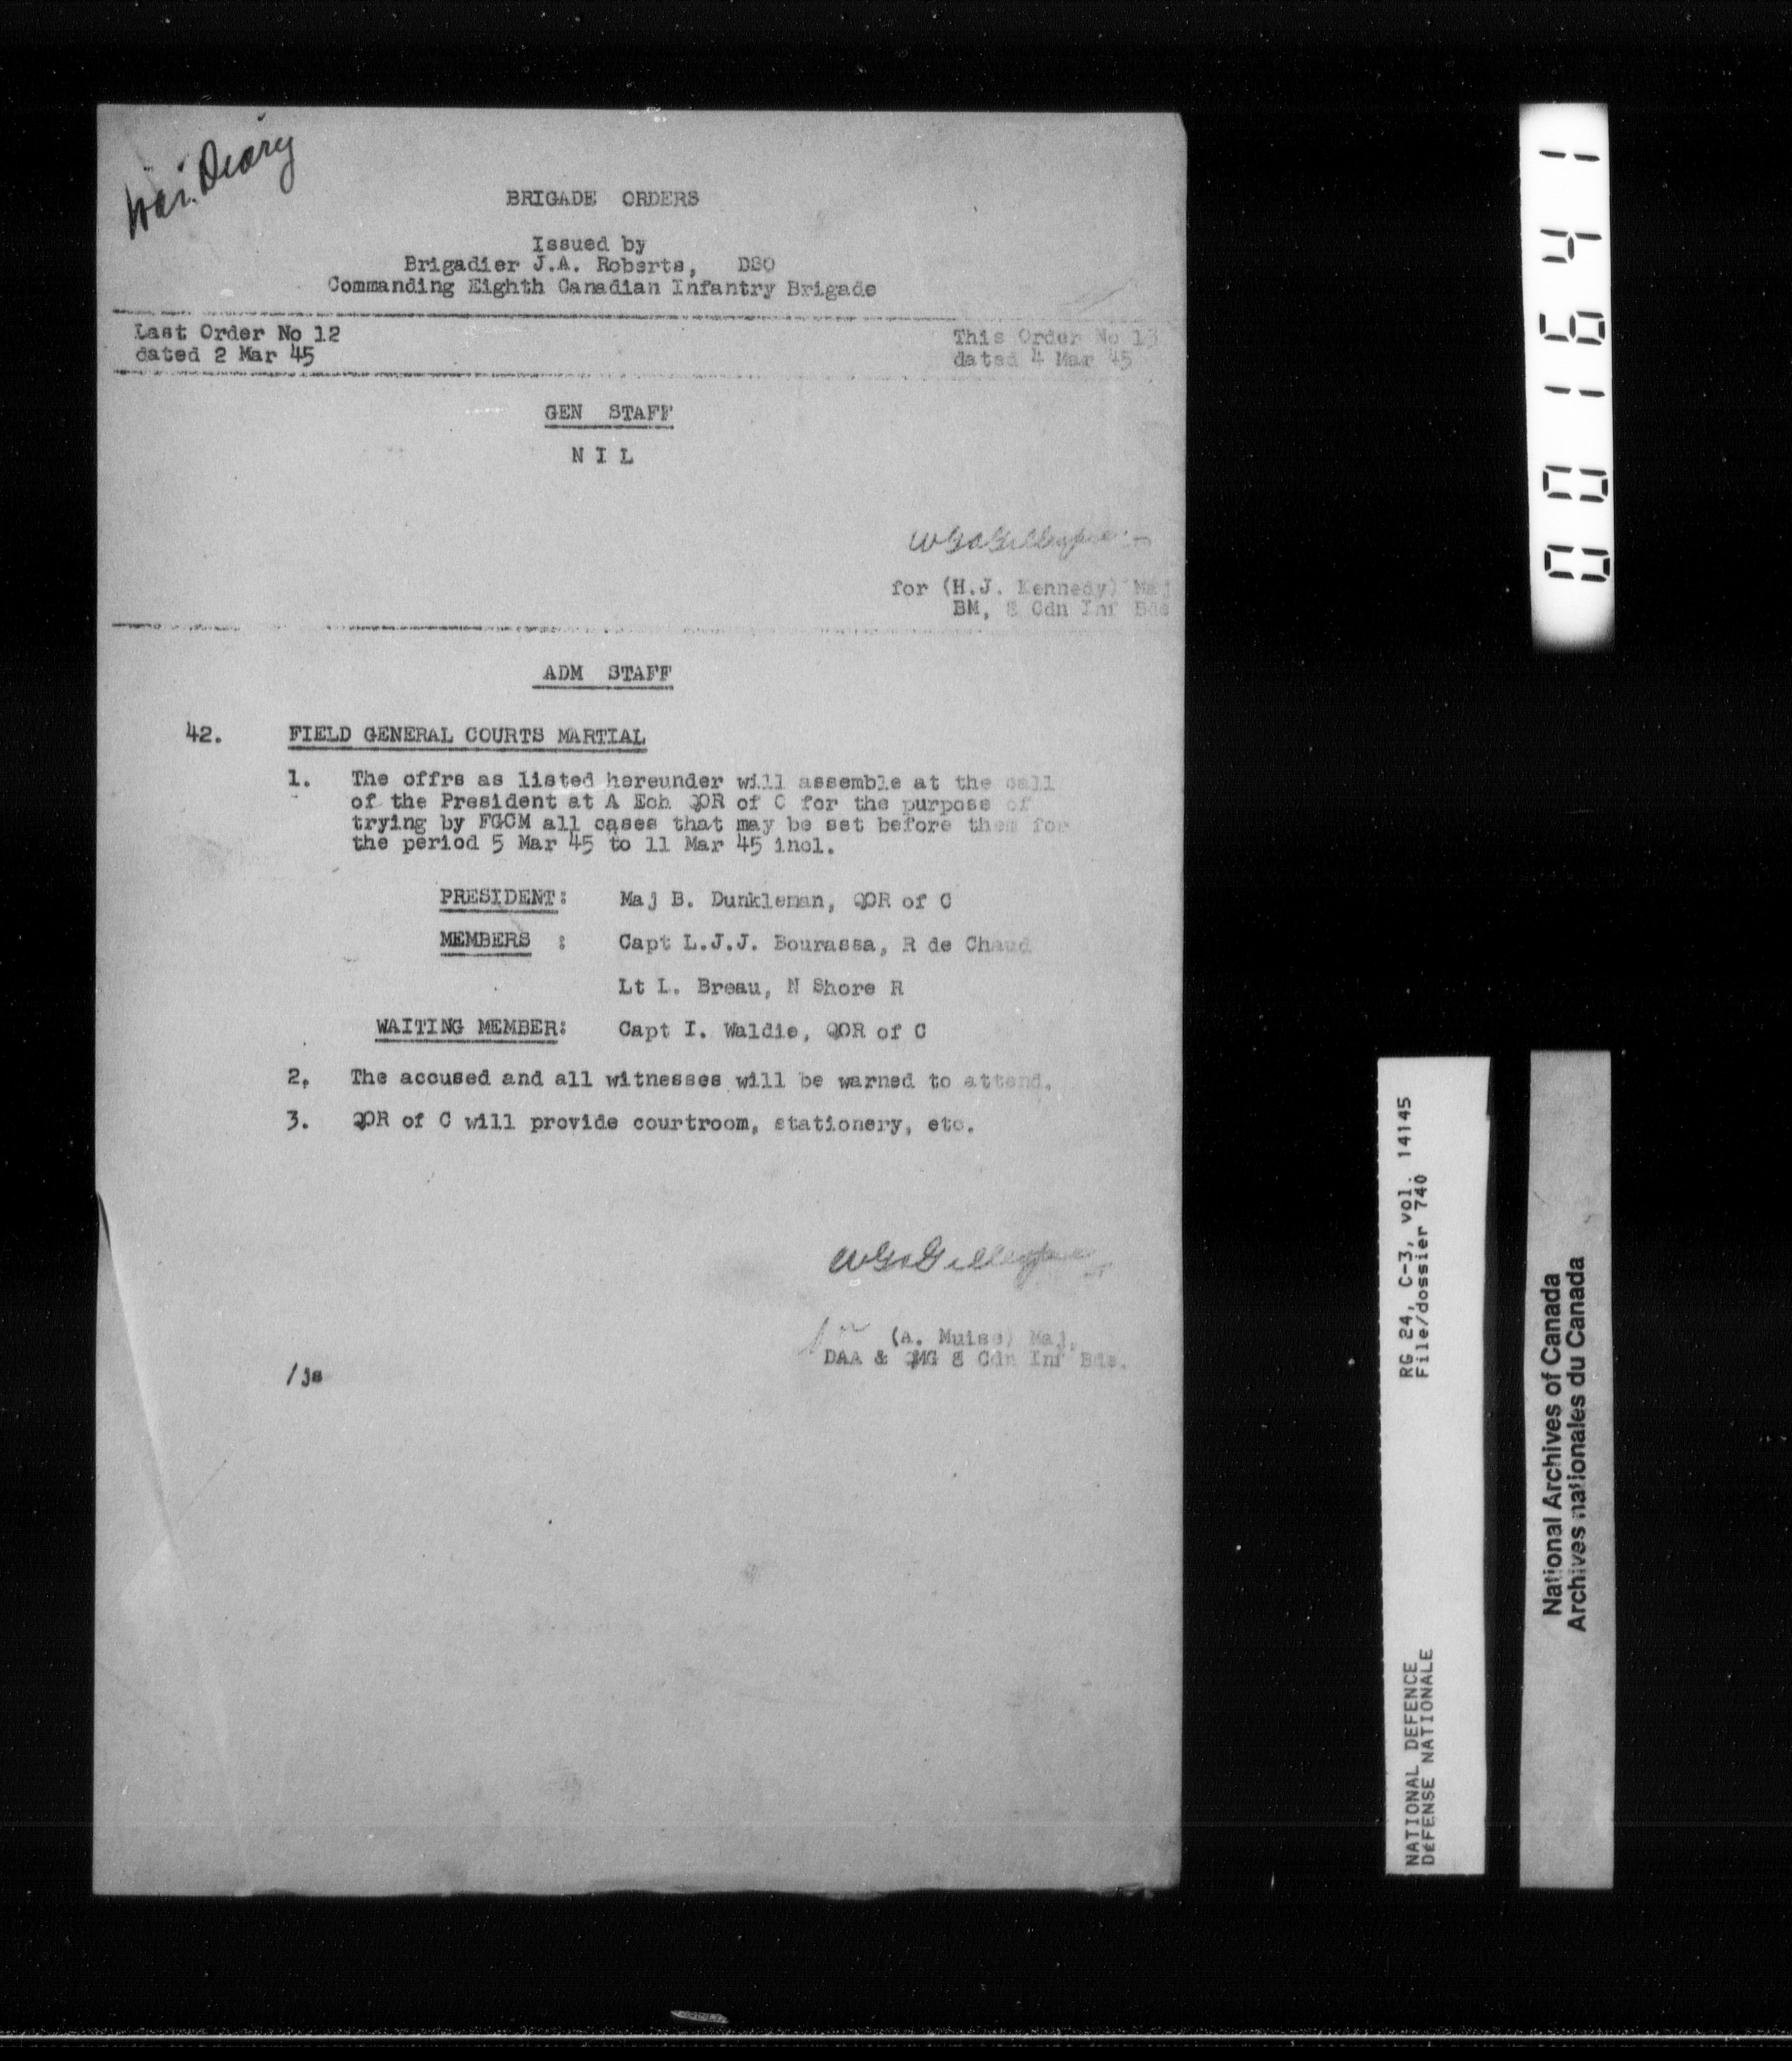 War Diary
BRIGADE ORDERS
Issued by
Brigadier J.A. Roberts, DSO
Commanding Eighth Canadian Infantry Brigade
Last Order No 12
dated 2 Mar 45
This Order No 13
dated 4 Mar 45
GEN STAFF
N I L
for (H.J. Kennedy) Maj
BM, 8 Cdn Inf Bde
ADM STAFF
42. FIELD GENERAL COURTS MARTIAL
1. The offrs as listed hereunder will assemble at the call
of the President at A Ech QOR of C for the purpose of
trying by FGCM all cases that may be set before them for
the period 5 Mar 45 to 11 Mar 45 incl.
PRESIDENT: Maj B. Dunkleman, QOR of C
MEMBERS : Capt L.J.J. Bourassa, R de Chaud
Lt L. Breau, N Shore R
WAITING MEMBER: Capt I. Waldie, QOR of C
2. The accused and all witnesses will be warned to attend.
3. QOR of C will provide courtroom, stationery, etc.
(A. Muise) Maj,
DAA & QMG 8 Cdn Inf Bde.
/js
001641
RG 24, C-3, vol. 14145
File/dossier 740
NATIONAL DEFENCE
DéFENSE NATIONALE
National Archives of Canada
Archives nationales du Canada